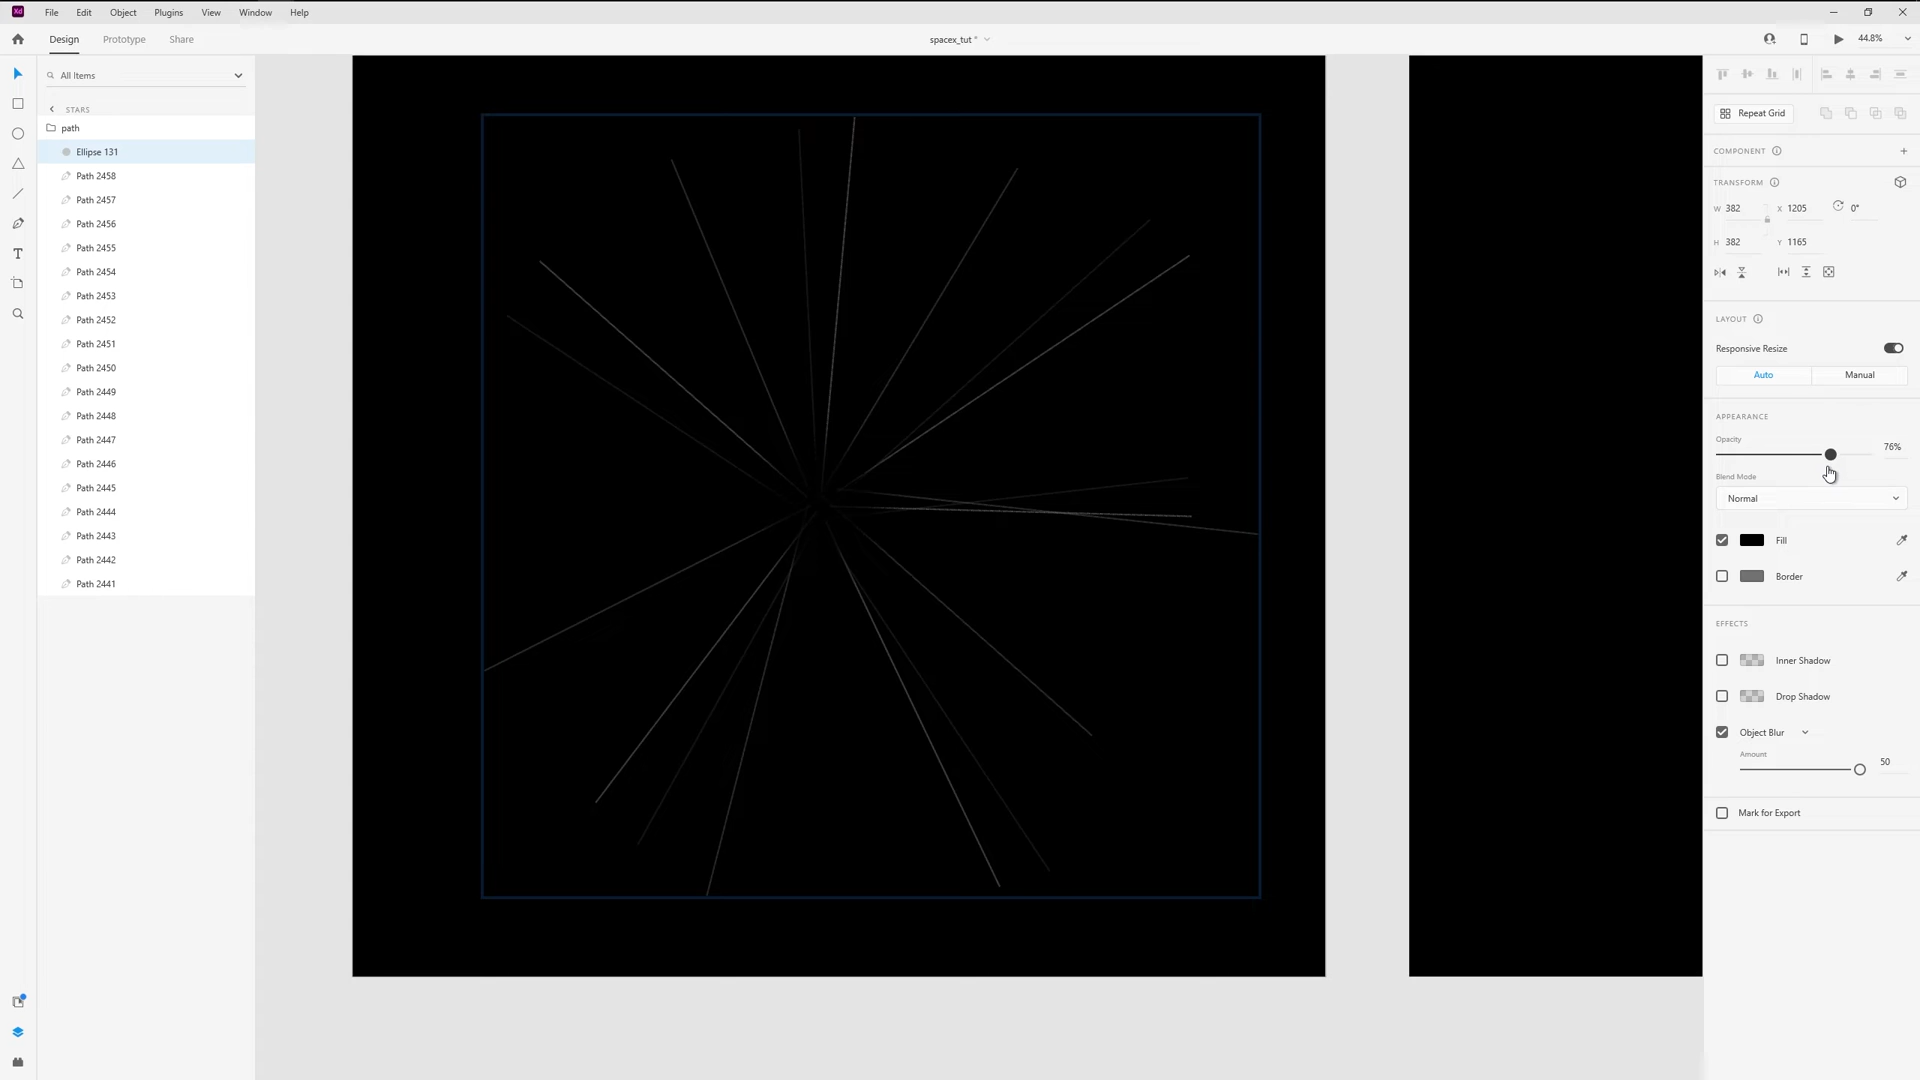 Xd File Edit Object Plugins View Window Help
Design Prototype Share spacex_tut * 44.8%
All Items
STARS
path
Ellipse 131
Path 2458
Path 2457
Path 2456
Path 2455
Path 2454
Path 2453
Path 2452
Path 2451
Path 2450
Path 2449
Path 2448
Path 2447
Path 2446
Path 2445
Path 2444
Path 2443
Path 2442
Path 2441
T
Repeat Grid
COMPONENT
TRANSFORM
W 382 X 1205 0°
H 382 Y 1165
LAYOUT
Responsive Resize
Auto Manual
APPEARANCE
Opacity
76%
Blend Mode
Normal
Fill
Border
EFFECTS
Inner Shadow
Drop Shadow
Object Blur
Amount
50
Mark for Export